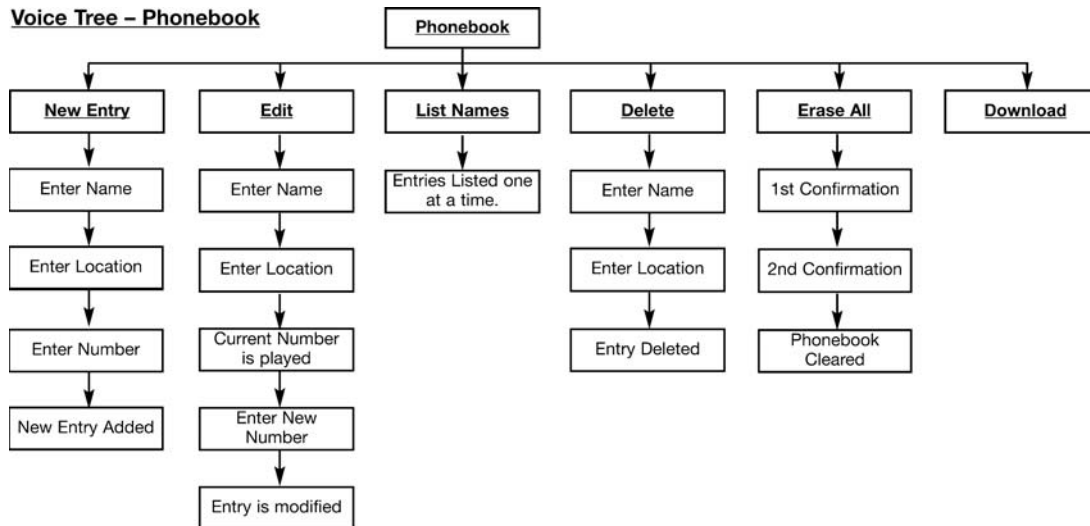 Voice Tree – Phonebook
Phonebook
New Entry
Edit
List Names
Delete
Erase All
Download
Enter Name
Enter Name
Entries Listed one
at a time.
Enter Name
1st Confirmation
Enter Location
Enter Location
Enter Location
2nd Confirmation
Enter Number
Current Number
is played
Entry Deleted
Phonebook
Cleared
New Entry Added
Enter New
Number
Entry is modified